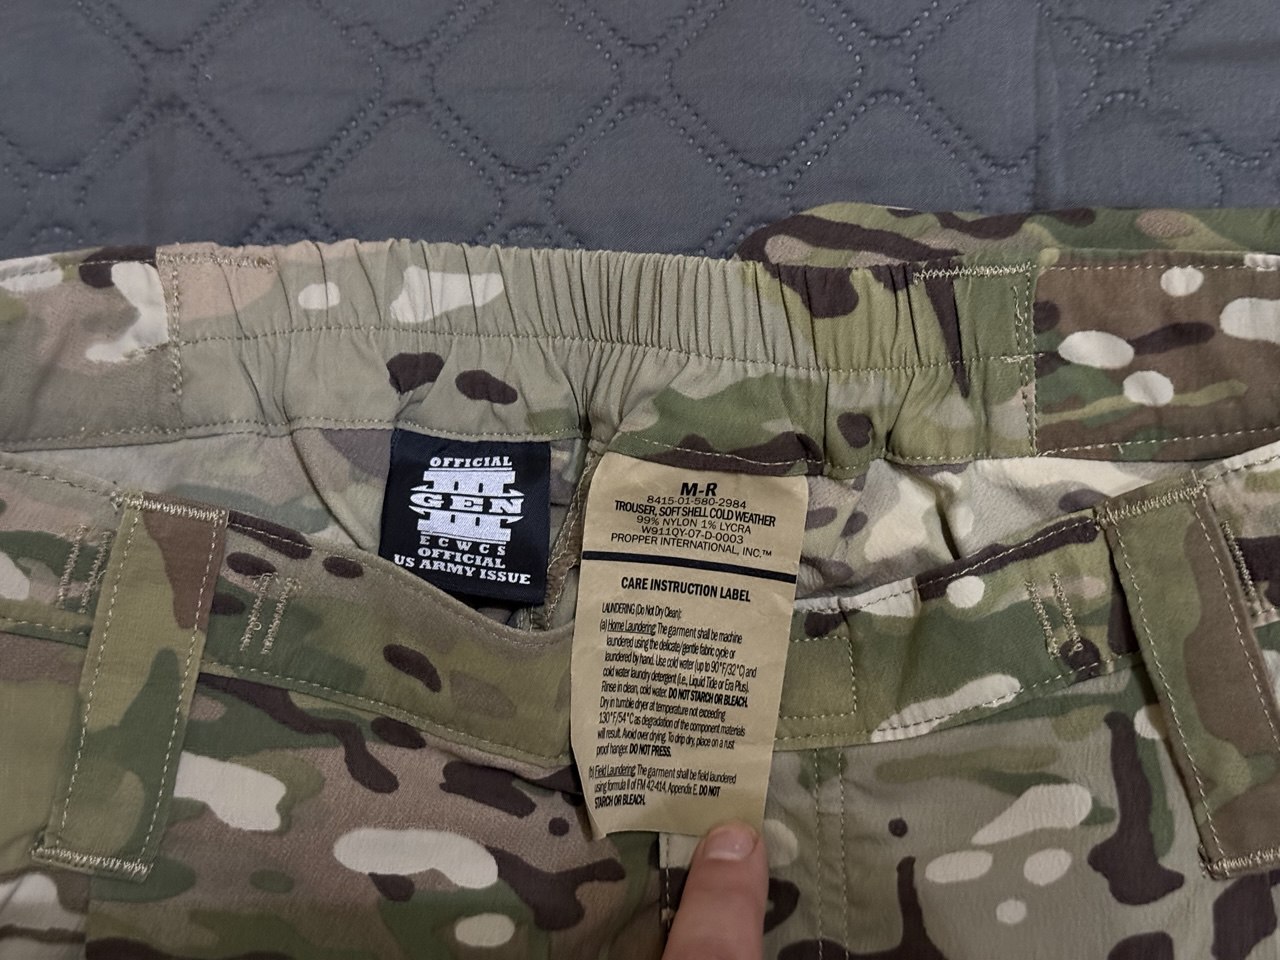 OFFICIAL
III
GEN
III
ECWCS
OFFICIAL
US ARMY ISSUE
M-R
8415-01-580-2984
TROUSER, SOFT SHELL COLD WEATHER
99% NYLON 1% LYCRA
W911QY-07-D-0003
PROPPER INTERNATIONAL, INC.™
CARE INSTRUCTION LABEL
LAUNDERING (Do Not Dry Clean):
(a) Home Laundering: The garment shall be machine
laundered using the delicate/gentle fabric cycle or
laundered by hand. Use cold water (up to 90°F/32°C) and
cold water laundry detergent (i.e., Liquid Tide or Era Plus).
Rinse in clean, cold water. DO NOT STARCH OR BLEACH.
Dry in tumble dryer at temperature not exceeding
130°F/54°C as degradation of the component materials
will result. Avoid over drying. To drip dry, place on a rust
proof hanger. DO NOT PRESS.
(b) Field Laundering: The garment shall be field laundered
using formula II of FM 42-414, Appendix E. DO NOT
STARCH OR BLEACH.